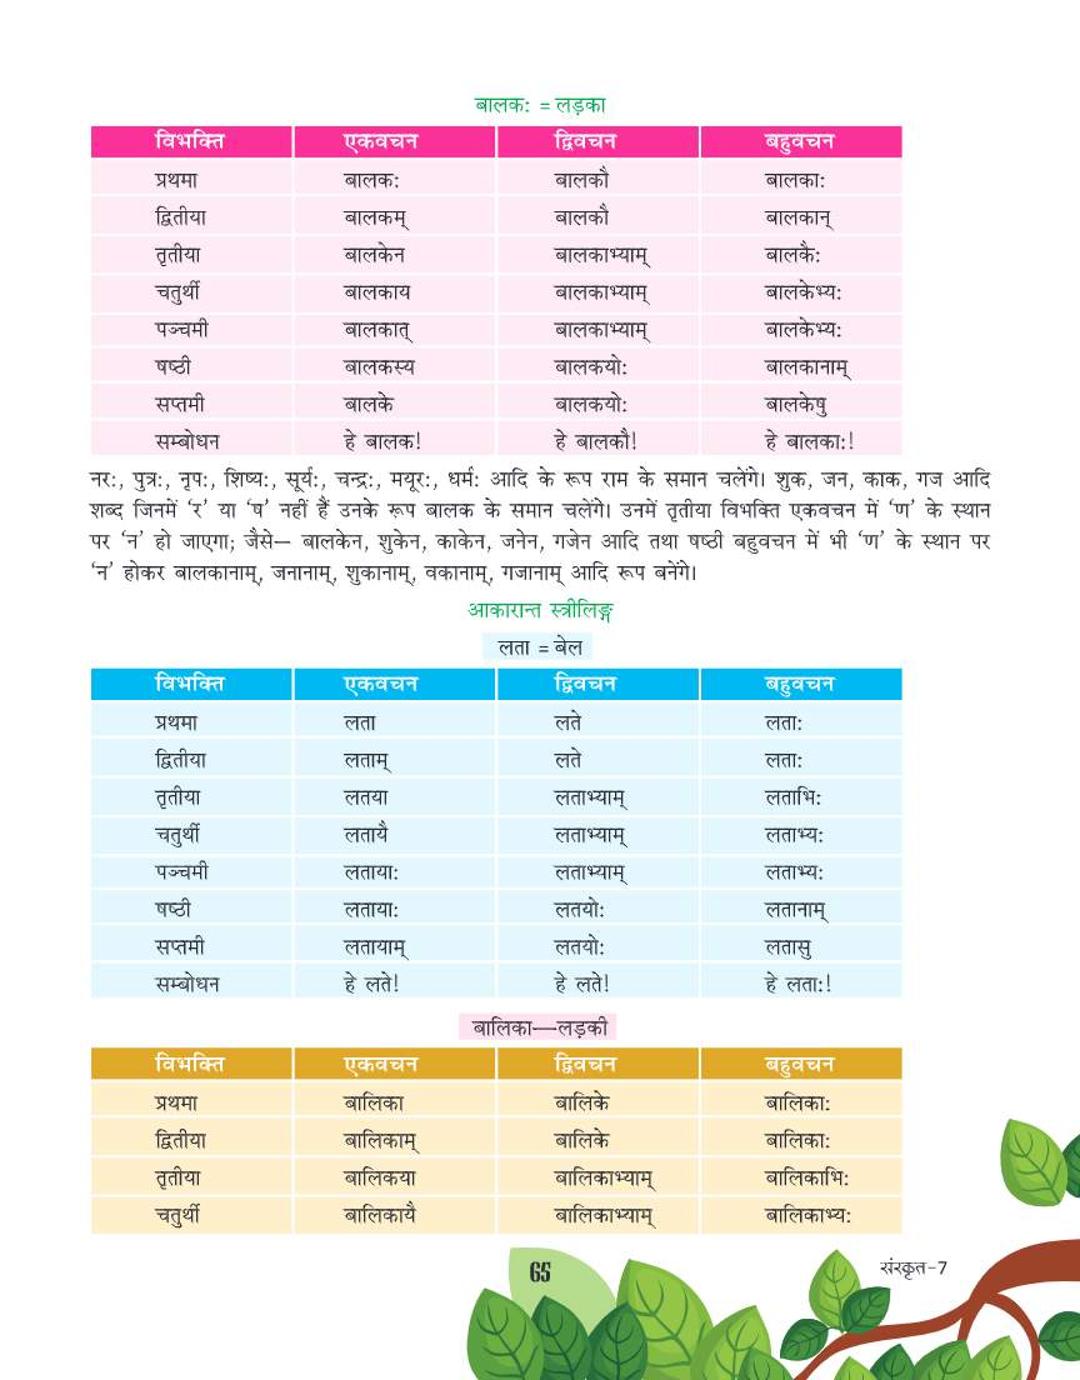 बालक: = लड़का
विभक्ति एकवचन द्विवचन बहुवचन
प्रथमा बालक: बालकौ बालका:
द्वितीया बालकम् बालकौ बालकान्
तृतीया बालकेन बालकाभ्याम् बालकै:
चतुर्थी बालकाय बालकाभ्याम् बालकेभ्य:
पञ्चमी बालकात् बालकाभ्याम् बालकेभ्य:
षष्ठी बालकस्य बालकयो: बालकानाम्
सप्तमी बालके बालकयो: बालकेषु
सम्बोधन हे बालक! हे बालकौ! हे बालका:!
नर:, पुत्र:, नृप:, शिष्य:, सूर्य:, चन्द्र:, मयूर:, धर्म: आदि के रूप राम के समान चलेंगे। शुक, जन, काक, गज आदि
शब्द जिनमें ‘र’ या ‘ष’ नहीं हैं उनके रूप बालक के समान चलेंगे। उनमें तृतीया विभक्ति एकवचन में ‘ण’ के स्थान
पर ‘न’ हो जाएगा; जैसे— बालकेन, शुकेन, काकेन, जनेन, गजेन आदि तथा षष्ठी बहुवचन में भी ‘ण’ के स्थान पर
‘न’ होकर बालकानाम्, जनानाम्, शुकानाम्, वकानाम्, गजानाम् आदि रूप बनेंगे।
आकारान्त स्त्रीलिङ्ग
लता = बेल
विभक्ति एकवचन द्विवचन बहुवचन
प्रथमा लता लते लता:
द्वितीया लताम् लते लता:
तृतीया लतया लताभ्याम् लताभि:
चतुर्थी लतायै लताभ्याम् लताभ्य:
पञ्चमी लताया: लताभ्याम् लताभ्य:
षष्ठी लताया: लतयो: लतानाम्
सप्तमी लतायाम् लतयो: लतासु
सम्बोधन हे लते! हे लते! हे लता:!
बालिका—लड़की
विभक्ति एकवचन द्विवचन बहुवचन
प्रथमा बालिका बालिके बालिका:
द्वितीया बालिकाम् बालिके बालिका:
तृतीया बालिकया बालिकाभ्याम् बालिकाभि:
चतुर्थी बालिकायै बालिकाभ्याम् बालिकाभ्य:
65 संस्कृत-7